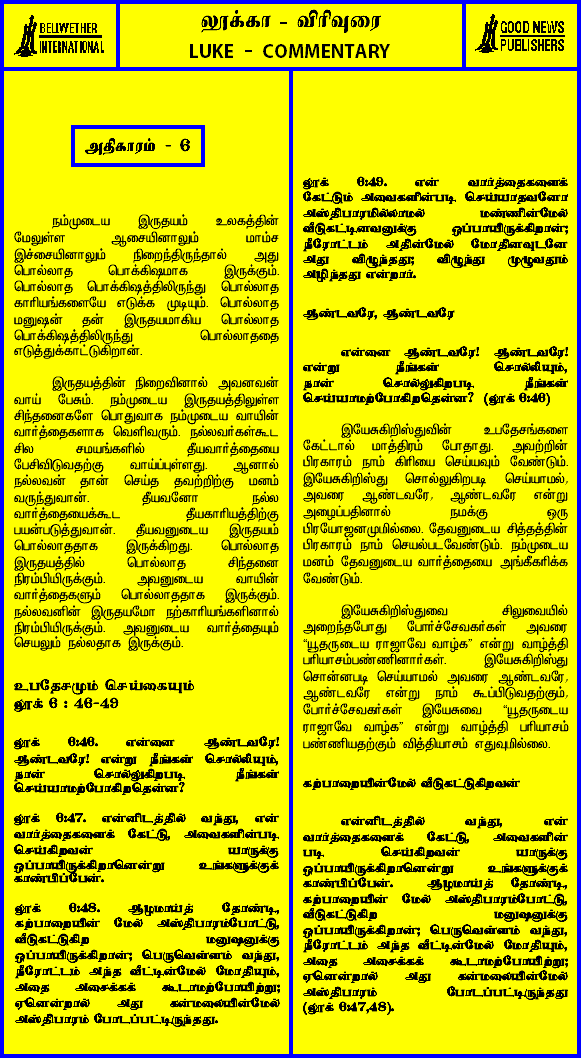 BELWETHER
INTERNATIONAL
லூக்கா - விரிவுரை
LUKE - COMMENTARY
GOOD NEWS
PUBLISHERS
அதிகாரம் - 6
நம்முடைய இருதயம் உலகத்தின்
மேலுள்ள ஆசையினாலும் மாம்ச
இச்சையினாலும் நிறைந்திருந்தால் அது
பொல்லாத பொக்கிஷமாக இருக்கும்.
பொல்லாத பொக்கிஷத்திலிருந்து பொல்லாத
காரியங்களையே எடுக்க முடியும். பொல்லாத
மனுஷன் தன் இருதயமாகிய பொல்லாத
பொக்கிஷத்திலிருந்து பொல்லாததை
எடுத்துக்காட்டுகிறான்.
இருதயத்தின் நிறைவினால் அவனவன்
வாய் பேசும். நம்முடைய இருதயத்திலுள்ள
சிந்தனைகளே பொதுவாக நம்முடைய வாயின்
வார்த்தைகளாக வெளிவரும். நல்லவர்கள்கூட
சில சமயங்களில் தீயவார்த்தையை
பேசிவிடுவதற்கு வாய்ப்புள்ளது. ஆனால்
நல்லவன் தான் செய்த தவற்றிற்கு மனம்
வருந்துவான். தீயவனோ நல்ல
வார்த்தையைக்கூட தீயகாரியத்திற்கு
பயன்படுத்துவான். தீயவனுடைய இருதயம்
பொல்லாததாக இருக்கிறது. பொல்லாத
இருதயத்தில் பொல்லாத சிந்தனை
நிரம்பியிருக்கும். அவனுடைய வாயின்
வார்த்தைகளும் பொல்லாததாக இருக்கும்.
நல்லவனின் இருதயமோ நற்காரியங்களினால்
நிரம்பியிருக்கும். அவனுடைய வார்த்தையும்
செயலும் நல்லதாக இருக்கும்.
உபதேசமும் செய்கையும்
லூக் 6 : 46-49
லூக் 6:46. என்னை ஆண்டவரே!
ஆண்டவரே! என்று நீங்கள் சொல்லியும்,
நான் சொல்லுகிறபடி நீங்கள்
செய்யாமற்போகிறதென்ன?
லூக் 6:47. என்னிடத்தில் வந்து, என்
வார்த்தைகளைக் கேட்டு, அவைகளின்படி
செய்கிறவன் யாருக்கு
ஒப்பாயிருக்கிறானென்று உங்களுக்குக்
காண்பிப்பேன்.
லூக் 6:48. ஆழமாய்த் தோண்டி,
கற்பாறையின் மேல் அஸ்திபாரம்போட்டு,
வீடுகட்டுகிற மனுஷனுக்கு
ஒப்பாயிருக்கிறான்; பெருவெள்ளம் வந்து,
நீரோட்டம் அந்த வீட்டின்மேல் மோதியும்,
அதை அசைக்கக் கூடாமற்போயிற்று;
ஏனென்றால் அது கன்மலையின்மேல்
அஸ்திபாரம் போடப்பட்டிருந்தது.
லூக் 6:49. என் வார்த்தைகளைக்
கேட்டும் அவைகளின்படி செய்யாதவனோ
அஸ்திபாரமில்லாமல் மண்ணின்மேல்
வீடுகட்டினவனுக்கு ஒப்பாயிருக்கிறான்;
நீரோட்டம் அதின்மேல் மோதினவுடனே
அது விழுந்தது; விழுந்து முழுவதும்
அழிந்தது என்றார்.
ஆண்டவரே, ஆண்டவரே
என்னை ஆண்டவரே! ஆண்டவரே!
என்று நீங்கள் சொல்லியும்,
நான் சொல்லுகிறபடி நீங்கள்
செய்யாமற்போகிறதென்ன? (லூக் 6:46)
இயேசுகிறிஸ்துவின் உபதேசங்களை
கேட்டால் மாத்திரம் போதாது. அவற்றின்
பிரகாரம் நாம் கிரியை செய்யவும் வேண்டும்.
இயேசுகிறிஸ்து சொல்லுகிறபடி செய்யாமல்,
அவரை ஆண்டவரே, ஆண்டவரே என்று
அழைப்பதினால் நமக்கு ஒரு
பிரயோஜனமுமில்லை. தேவனுடைய சித்தத்தின்
பிரகாரம் நாம் செயல்படவேண்டும். நம்முடைய
மனம் தேவனுடைய வார்த்தையை அங்கீகரிக்க
வேண்டும்.
இயேசுகிறிஸ்துவை சிலுவையில்
அறைந்தபோது போர்ச்சேவகர்கள் அவரை
“யூதருடைய ராஜாவே வாழ்க” என்று வாழ்த்தி
பரியாசம்பண்ணினார்கள். இயேசுகிறிஸ்து
சொன்னபடி செய்யாமல் அவரை ஆண்டவரே,
ஆண்டவரே என்று நாம் கூப்பிடுவதற்கும்,
போர்ச்சேவகர்கள் இயேசுவை “யூதருடைய
ராஜாவே வாழ்க” என்று வாழ்த்தி பரியாசம்
பண்ணியதற்கும் வித்தியாசம் எதுவுமில்லை.
கற்பாறையின்மேல் வீடுகட்டுகிறவன்
என்னிடத்தில் வந்து, என்
வார்த்தைகளைக் கேட்டு, அவைகளின்
படி செய்கிறவன் யாருக்கு
ஒப்பாயிருக்கிறானென்று உங்களுக்குக்
காண்பிப்பேன். ஆழமாய்த் தோண்டி,
கற்பாறையின் மேல் அஸ்திபாரம்போட்டு,
வீடுகட்டுகிற மனுஷனுக்கு
ஒப்பாயிருக்கிறான்; பெருவெள்ளம் வந்து,
நீரோட்டம் அந்த வீட்டின்மேல் மோதியும்,
அதை அசைக்கக் கூடாமற்போயிற்று;
ஏனென்றால் அது கன்மலையின்மேல்
அஸ்திபாரம் போடப்பட்டிருந்தது
(லூக் 6:47,48).